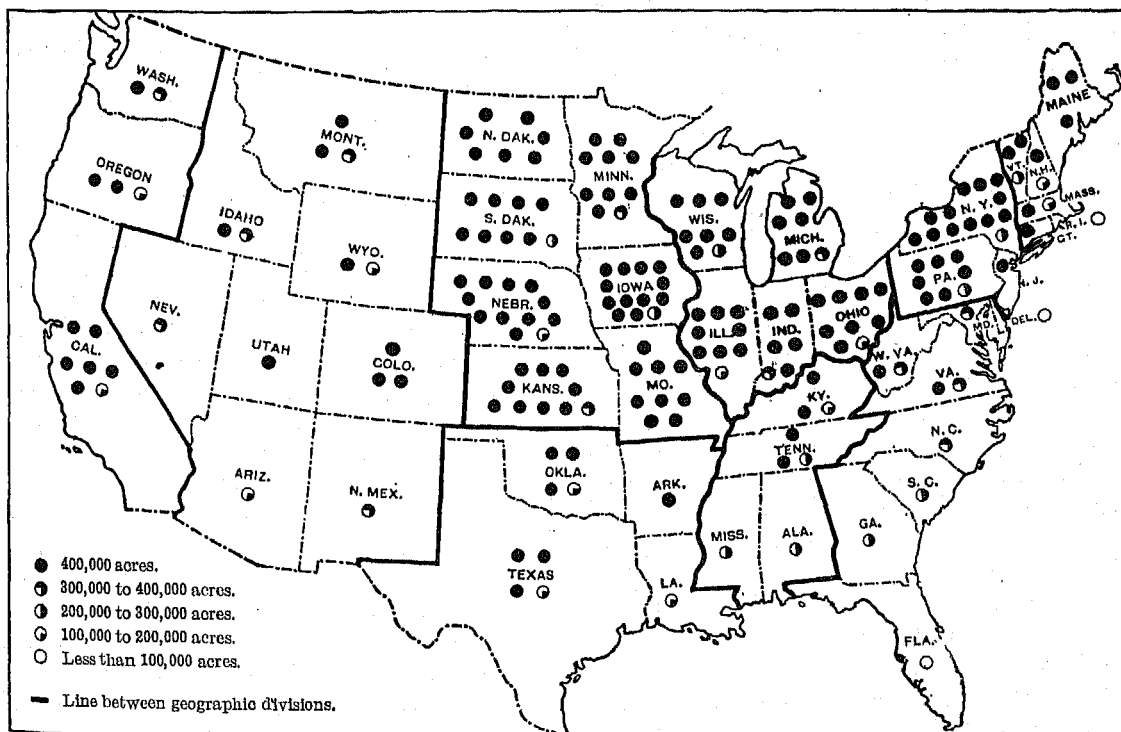 WASH.
MAINE
MONT.
N. DAK.
MINN.
OREGON
VT.
N.H.
IDAHO
S. DAK.
WIS.
MICH.
N. Y.
MASS.
R. I.
CT.
WYO.
NEBR.
IOWA
PA.
N. J.
NEV.
UTAH
COLO.
ILL.
IND.
OHIO
MD.
DEL.
CAL.
KANS.
MO.
W. VA.
VA.
KY.
N. C.
TENN.
ARIZ.
N. MEX.
OKLA.
ARK.
S. C.
MISS.
ALA.
GA.
TEXAS
LA.
FLA.
400,000 acres.
300,000 to 400,000 acres.
200,000 to 300,000 acres.
100,000 to 200,000 acres.
Less than 100,000 acres.
Line between geographic divisions.